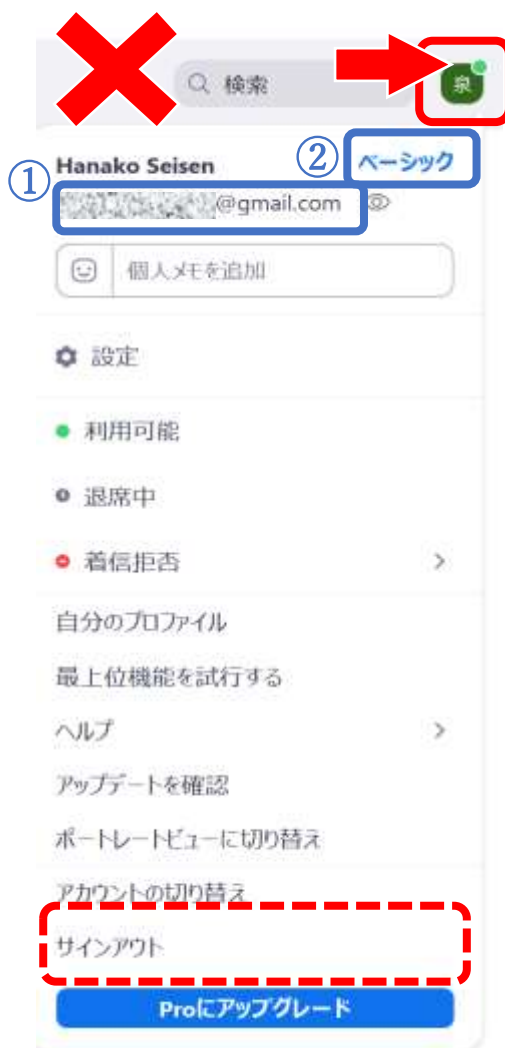 検索
泉
②
ベーシック
Hanako Seisen
①
@gmail.com
個人メモを追加
設定
利用可能
退席中
着信拒否
自分のプロファイル
最上位機能を試行する
ヘルプ
アップデートを確認
ポートレートビューに切り替え
アカウントの切り替え
サインアウト
Proにアップグレード